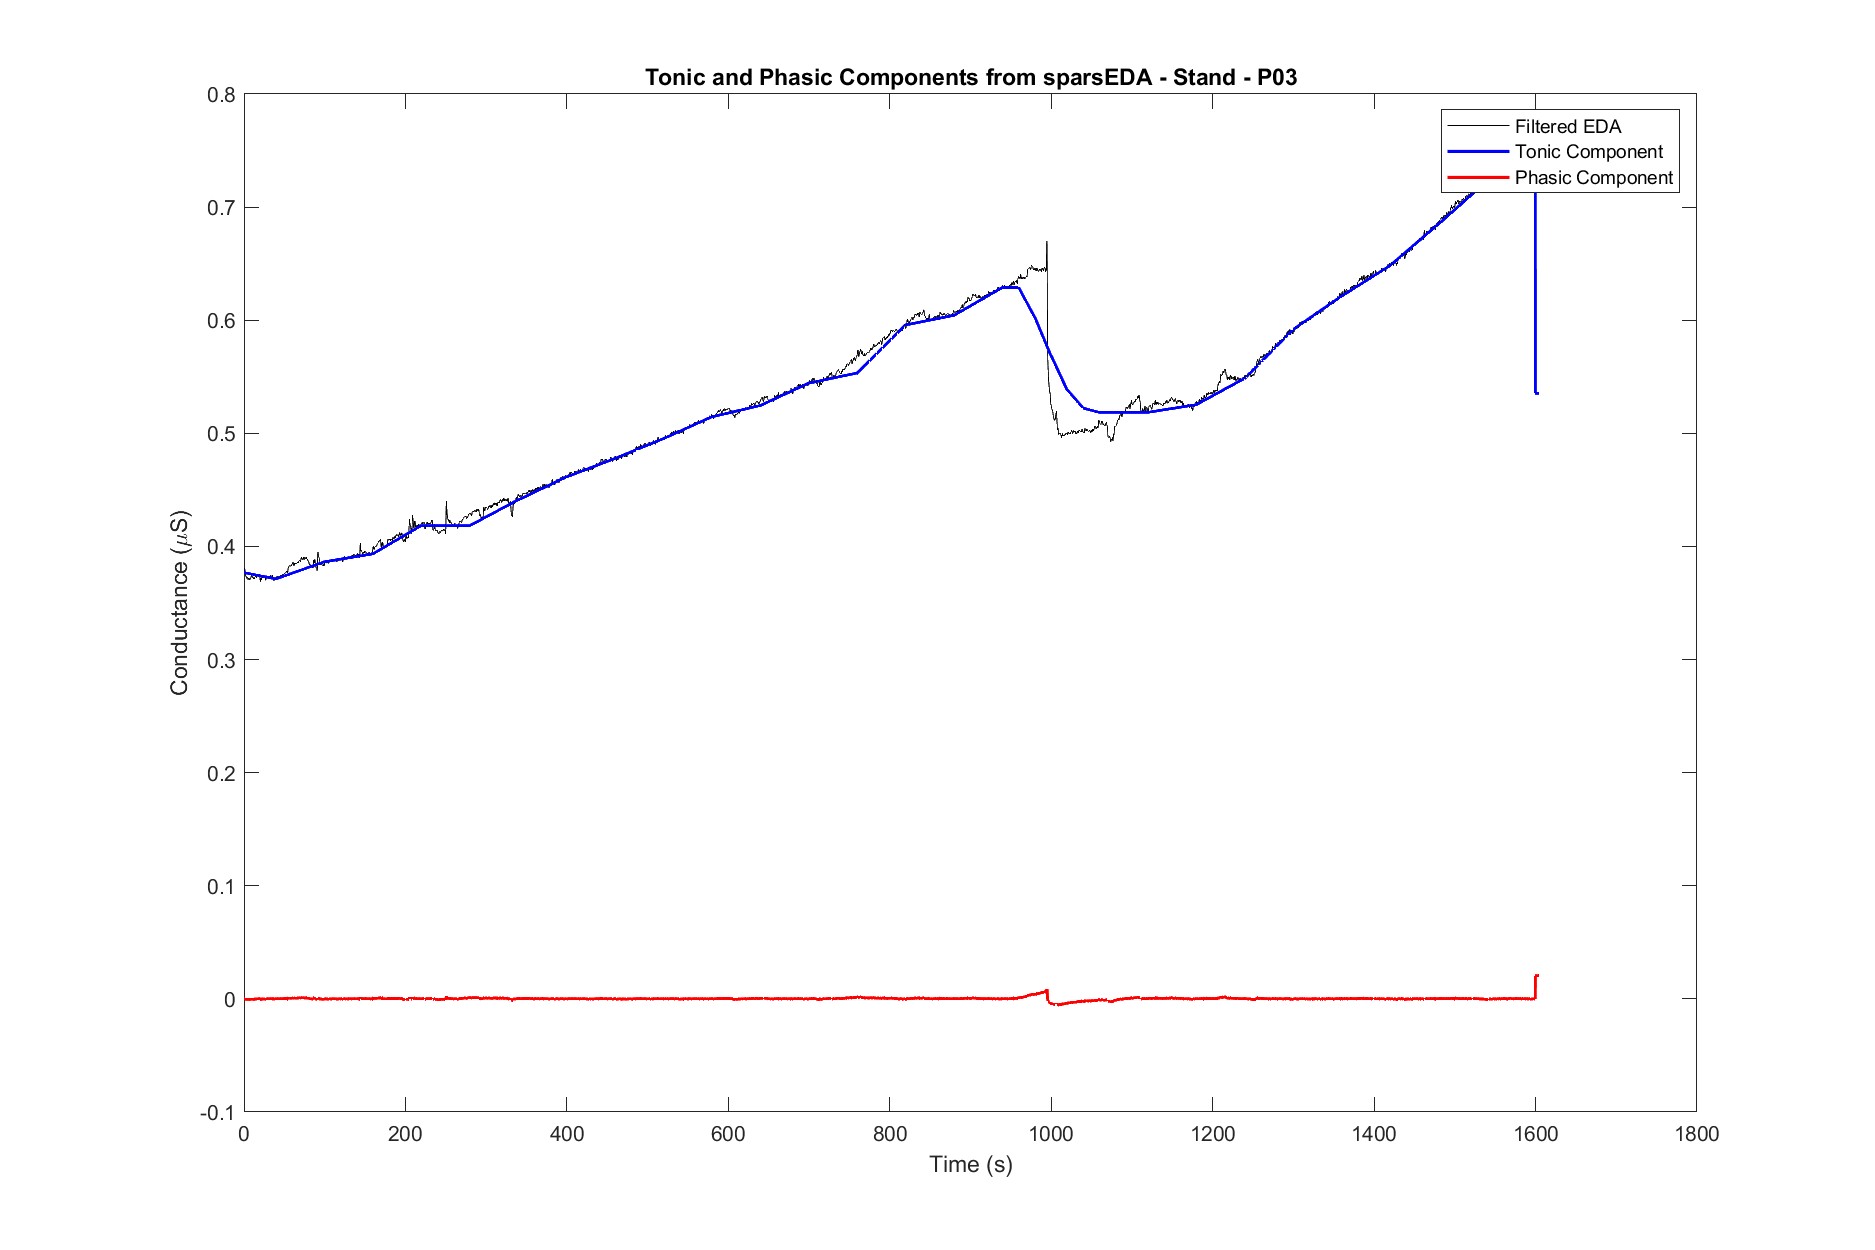 Tonic and Phasic Components from sparsEDA - Stand - P03
Filtered EDA
Tonic Component
Phasic Component
Conductance (μS)
0.8
0.7
0.6
0.5
0.4
0.3
0.2
0.1
0
-0.1
0 200 400 600 800 1000 1200 1400 1600 1800
Time (s)